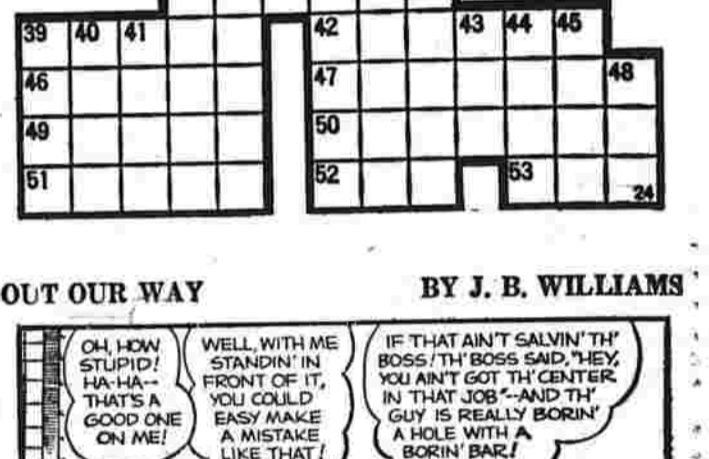 39 40 41 42 43 44 45
46 47 48
49 50
51 52 53
24
OUT OUR WAY BY J. B. WILLIAMS
OH, HOW
STUPID!
HA-HA--
THAT'S A
GOOD ONE
ON ME!
WELL, WITH ME
STANDIN' IN
FRONT OF IT,
YOU COULD
EASY MAKE
A MISTAKE
LIKE THAT!
IF THAT AIN'T SALVIN' TH'
BOSS! TH' BOSS SAID, "HEY,
YOU AIN'T GOT TH' CENTER
IN THAT JOB"--AND TH'
GUY IS REALLY BORIN'
A HOLE WITH A
BORIN' BAR!